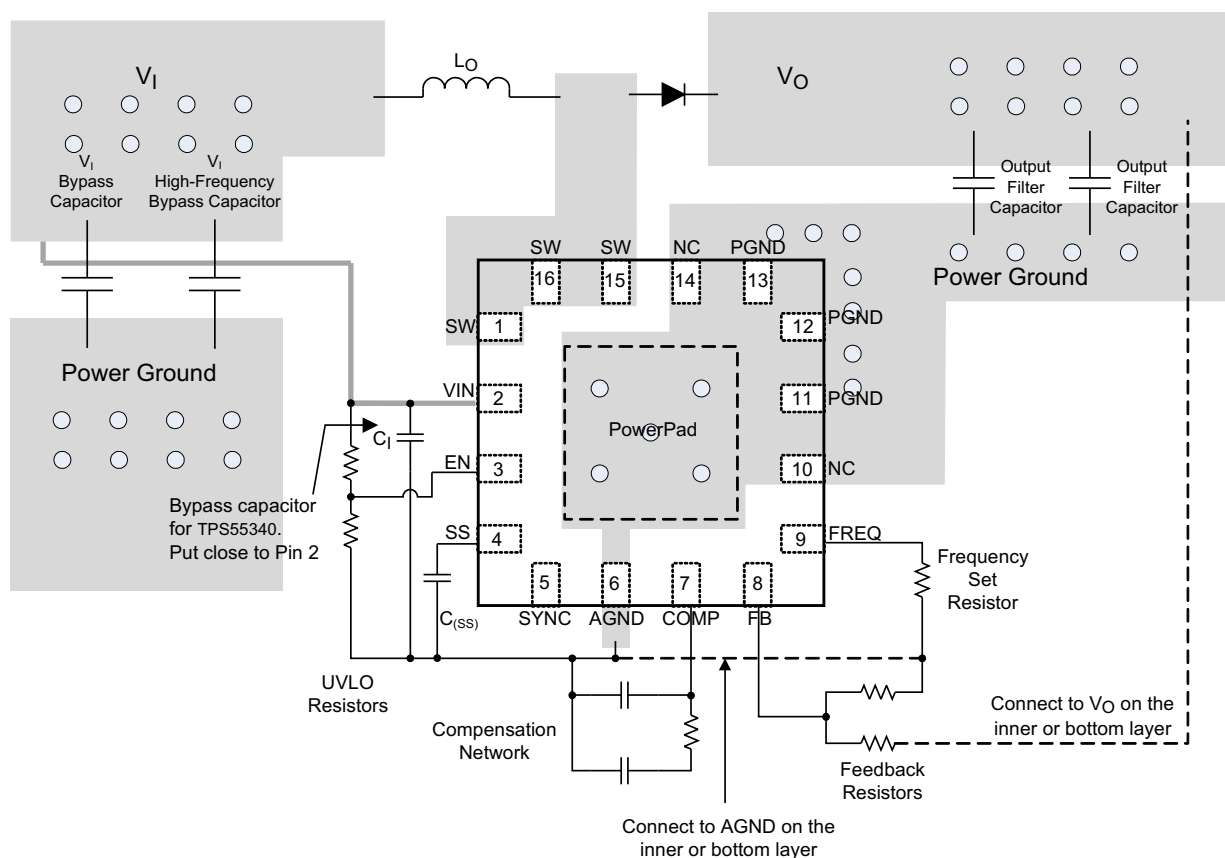 LO
VI
VO
VI
Bypass
Capacitor
VI
High-Frequency
Bypass Capacitor
Output
Filter
Capacitor
Output
Filter
Capacitor
SW
SW
NC
PGND
Power Ground
16
15
14
13
SW
1
12
PGND
Power Ground
VIN
2
11
PGND
CI
PowerPad
EN
3
10
NC
Bypass capacitor
for TPS55340.
Put close to Pin 2
SS
4
9
FREQ
Frequency
Set
Resistor
5
6
7
8
C(SS)
SYNC
AGND
COMP
FB
UVLO
Resistors
Compensation
Network
Connect to VO on the
inner or bottom layer
Feedback
Resistors
Connect to AGND on the
inner or bottom layer